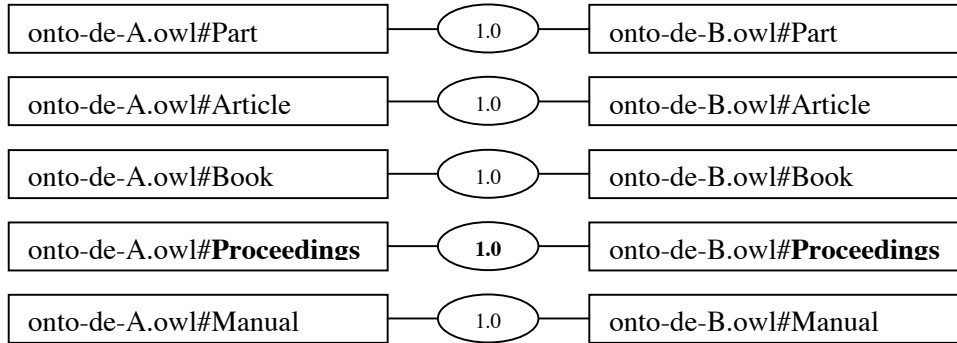 onto-de-A.owl#Part 1.0 onto-de-B.owl#Part
onto-de-A.owl#Article 1.0 onto-de-B.owl#Article
onto-de-A.owl#Book 1.0 onto-de-B.owl#Book
onto-de-A.owl#Proceedings 1.0 onto-de-B.owl#Proceedings
onto-de-A.owl#Manual 1.0 onto-de-B.owl#Manual